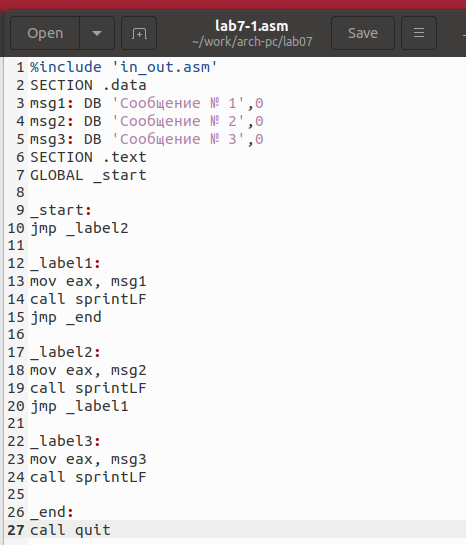 Open
lab7-1.asm
~/work/arch-pc/lab07
Save
1 %include 'in_out.asm'
2 SECTION .data
3 msg1: DB 'Сообщение № 1',0
4 msg2: DB 'Сообщение № 2',0
5 msg3: DB 'Сообщение № 3',0
6 SECTION .text
7 GLOBAL _start
8
9 _start:
10 jmp _label2
11
12 _label1:
13 mov eax, msg1
14 call sprintLF
15 jmp _end
16
17 _label2:
18 mov eax, msg2
19 call sprintLF
20 jmp _label1
21
22 _label3:
23 mov eax, msg3
24 call sprintLF
25
26 _end:
27 call quit